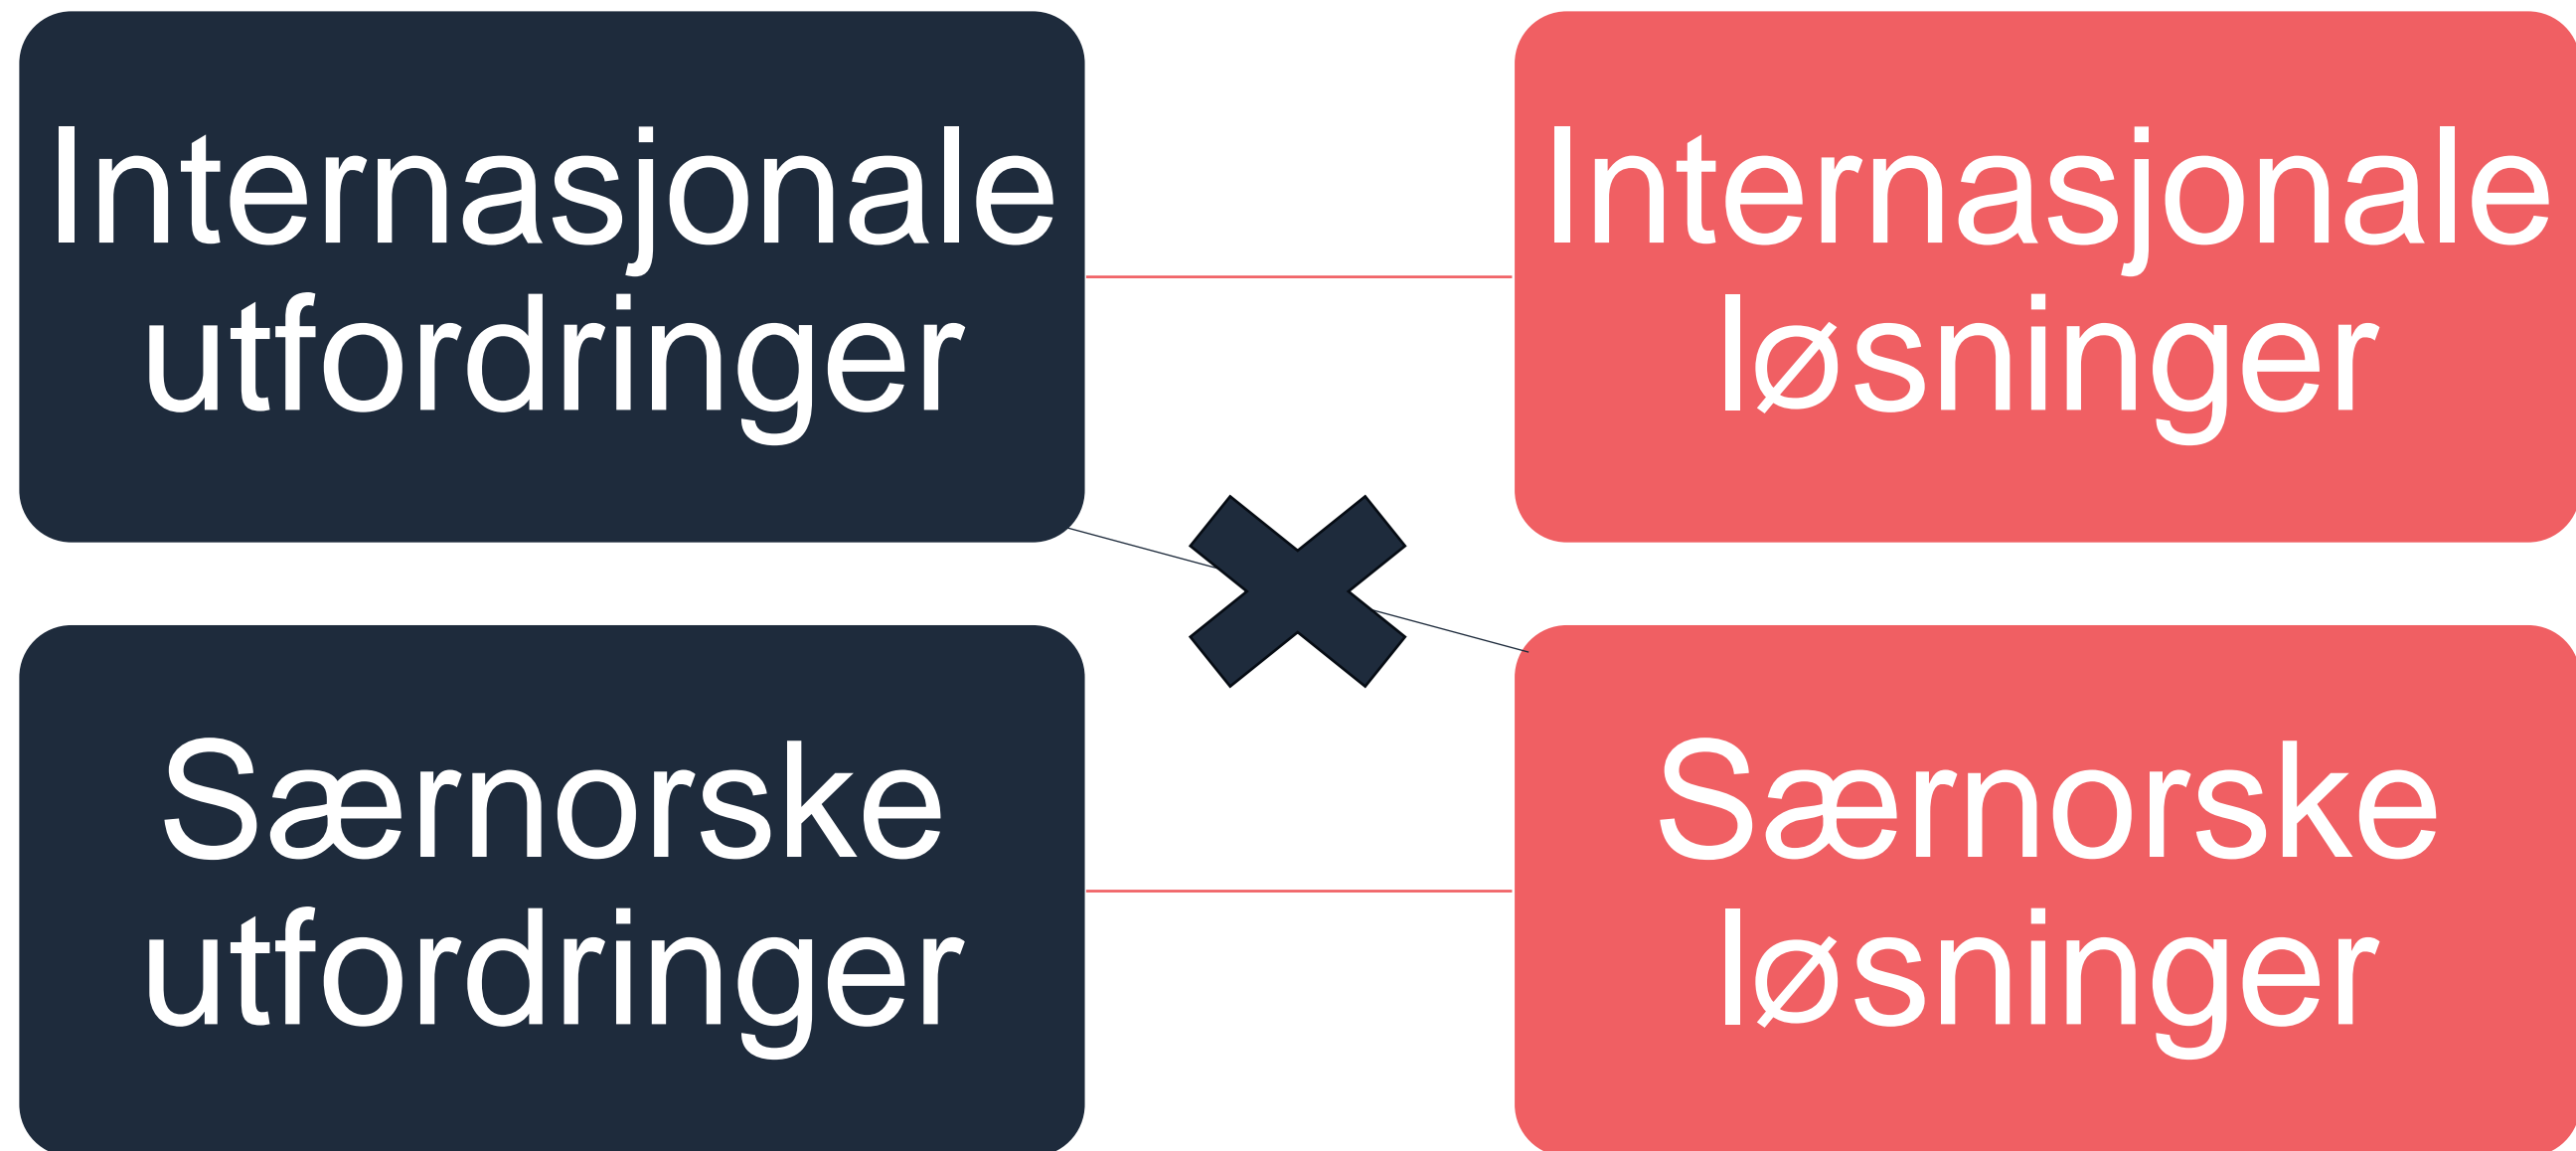 Internasjonale
utfordringer
Internasjonale
løsninger
Særnorske
utfordringer
Særnorske
løsninger